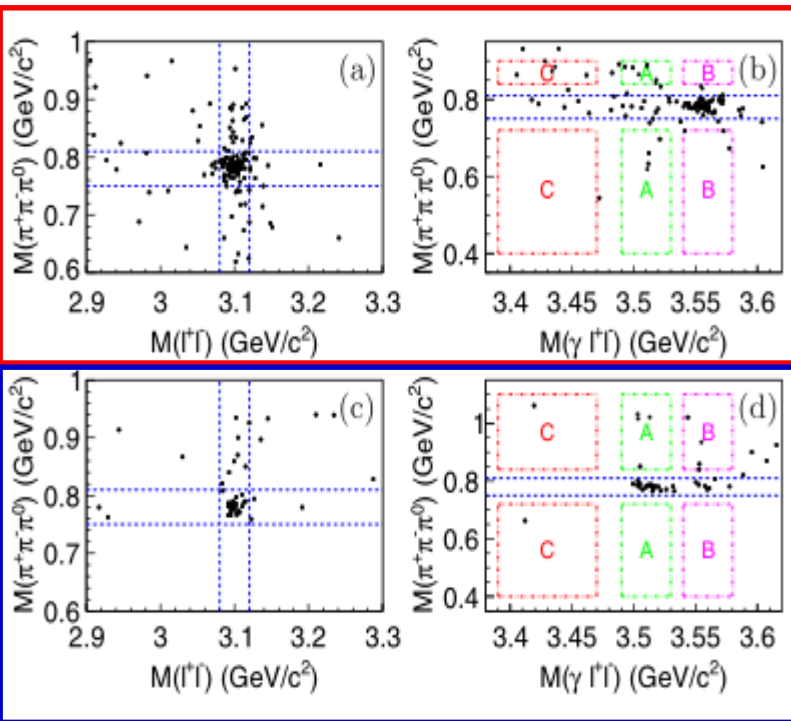 M(π⁺π⁻π⁰) (GeV/c²)
1
0.9
0.8
0.7
0.6
2.9 3 3.1 3.2 3.3
M(l⁺l⁻) (GeV/c²)
(a)
M(π⁺π⁻π⁰) (GeV/c²)
0.8
0.6
0.4
3.4 3.45 3.5 3.55 3.6
M(γ l⁺l⁻) (GeV/c²)
C A B (b)
C A B
M(π⁺π⁻π⁰) (GeV/c²)
1
0.9
0.8
0.7
0.6
2.9 3 3.1 3.2 3.3
M(l⁺l⁻) (GeV/c²)
(c)
M(π⁺π⁻π⁰) (GeV/c²)
1
0.8
0.6
0.4
3.4 3.45 3.5 3.55 3.6
M(γ l⁺l⁻) (GeV/c²)
C A B (d)
C A B